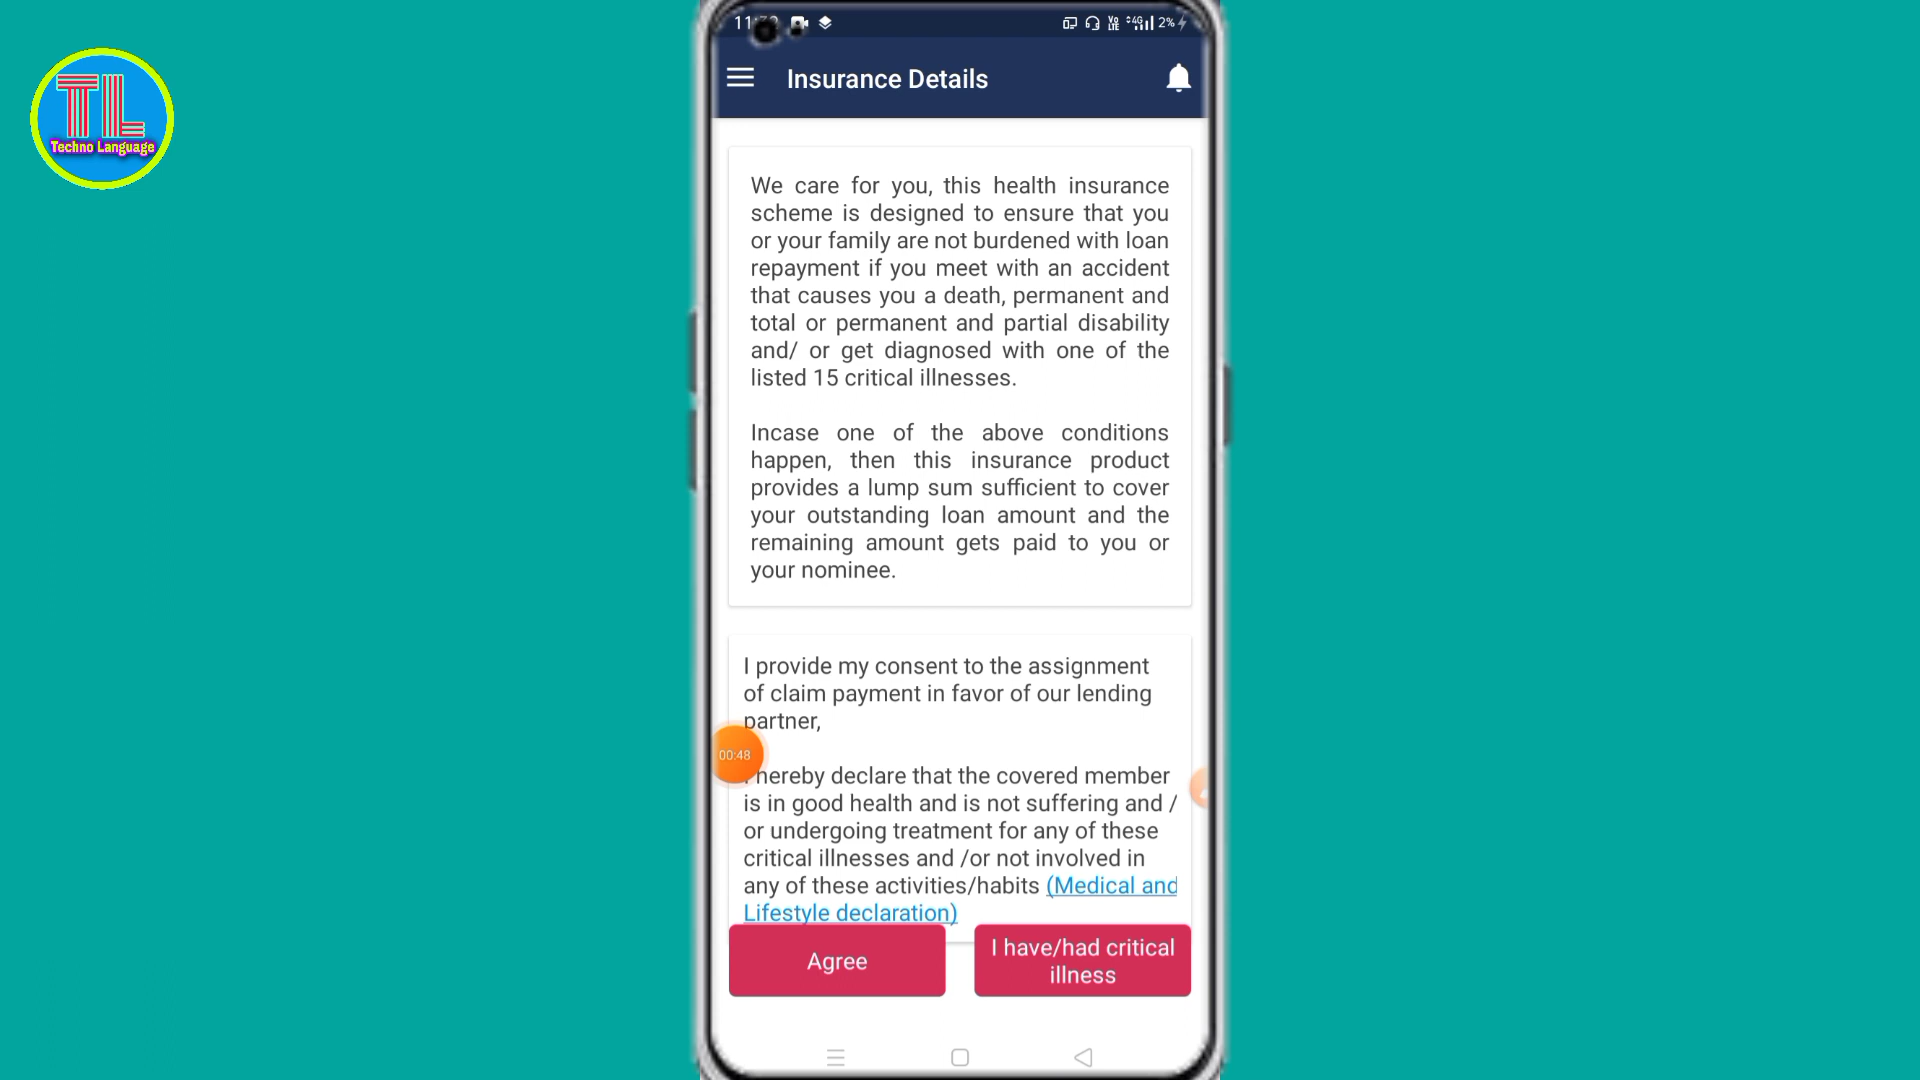 TL
Techno Language
2%
Insurance Details
We care for you, this health insurance
scheme is designed to ensure that you
or your family are not burdened with loan
repayment if you meet with an accident
that causes you a death, permanent and
total or permanent and partial disability
and/ or get diagnosed with one of the
listed 15 critical illnesses.
Incase one of the above conditions
happen, then this insurance product
provides a lump sum sufficient to cover
your outstanding loan amount and the
remaining amount gets paid to you or
your nominee.
I provide my consent to the assignment
of claim payment in favor of our lending
partner,
00:48
hereby declare that the covered member
is in good health and is not suffering and /
or undergoing treatment for any of these
critical illnesses and /or not involved in
any of these activities/habits (Medical and
Lifestyle declaration)
Agree
I have/had critical
illness